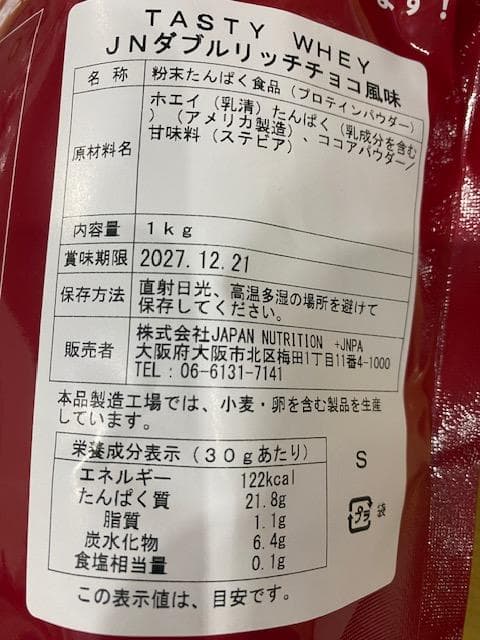 ます！
TASTY WHEY
JNダブルリッチチョコ風味
名 称 粉末たんぱく食品（プロテインパウダー）
原材料名 ホエイ（乳清）たんぱく（乳成分を含む
）（アメリカ製造）、ココアパウダー／
甘味料（ステビア）
内容量 1kg
賞味期限 2027.12.21
保存方法 直射日光、高温多湿の場所を避けて
保存してください。
販売者 株式会社JAPAN NUTRITION +JNPA
大阪府大阪市北区梅田1丁目11番4-1000
TEL：06-6131-7141
本品製造工場では、小麦・卵を含む製品を生産
しています。
栄養成分表示（30gあたり）
エネルギー 122kcal
たんぱく質 21.8g
脂質 1.1g
炭水化物 6.4g
食塩相当量 0.1g
S
プラ 袋
この表示値は、目安です。